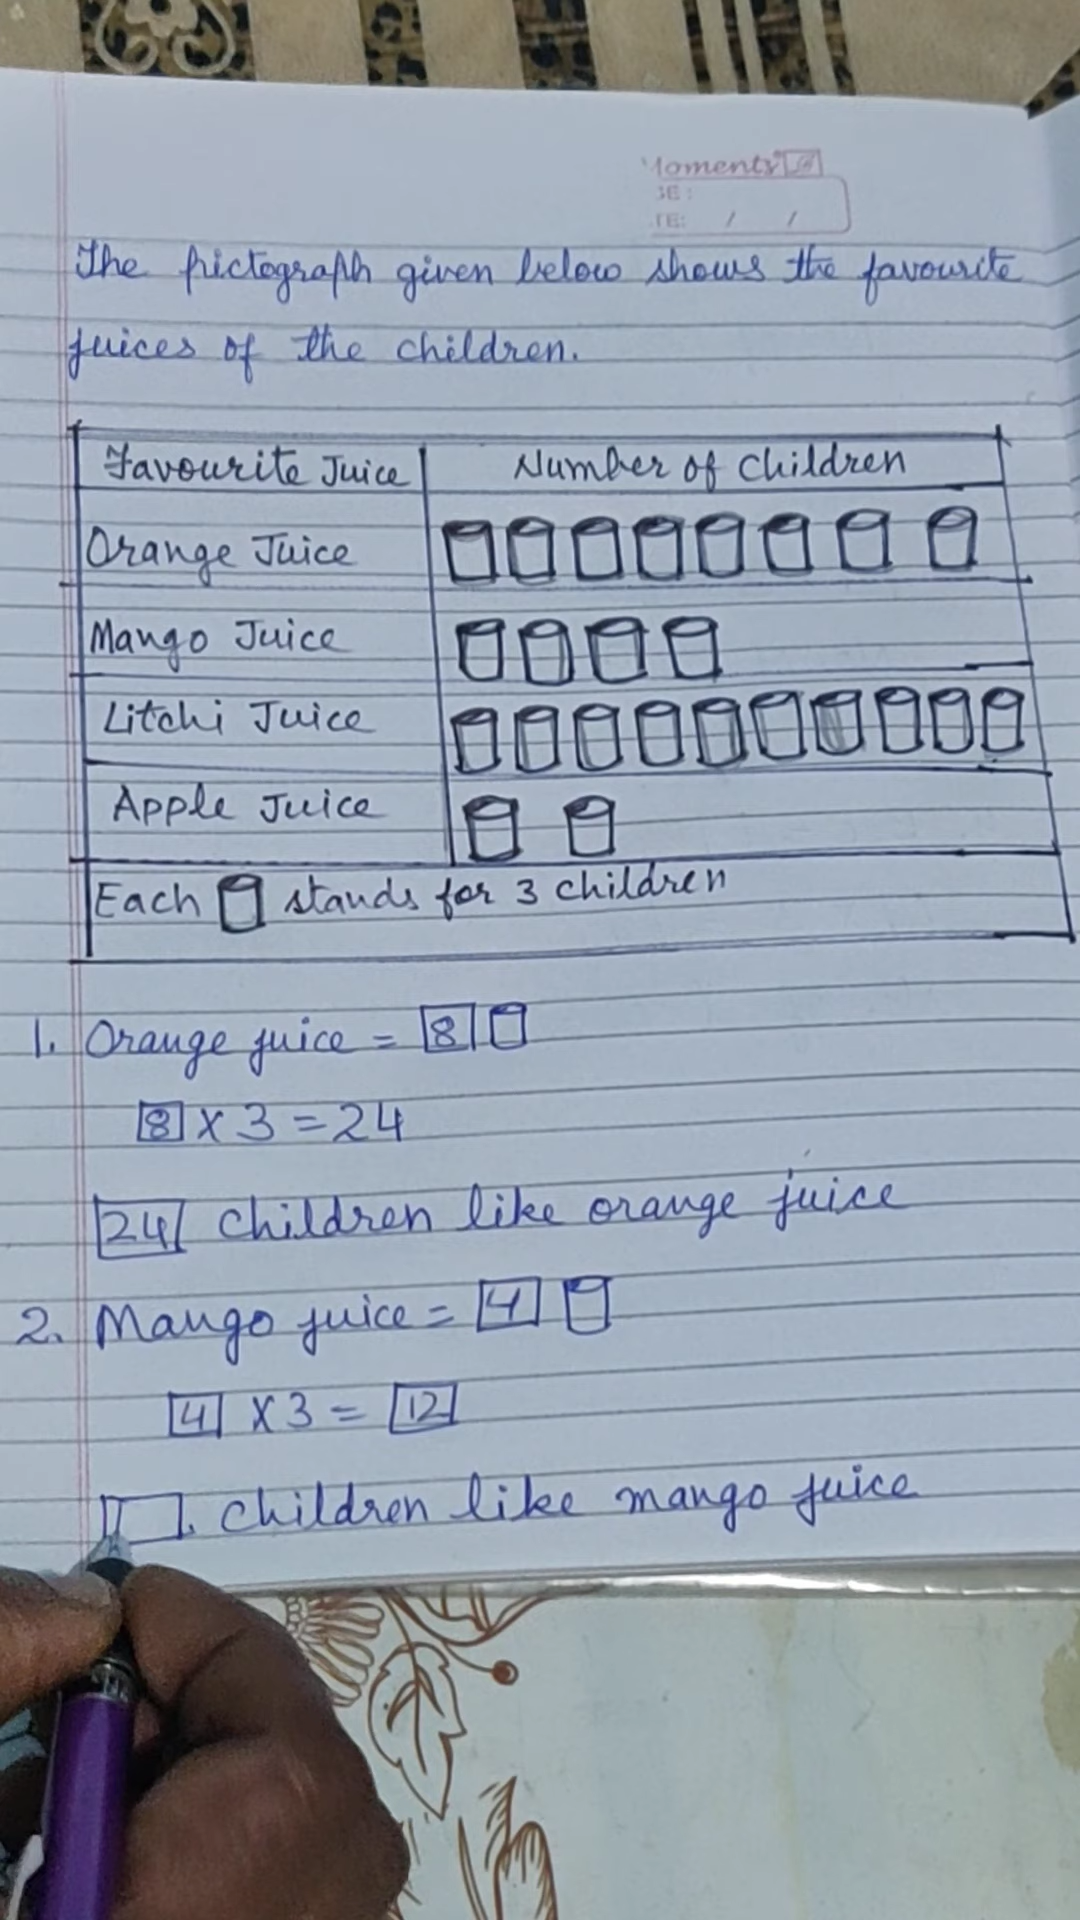 Moments
GE:
TE: / /
The pictograph given below shows the favourite
juices of the children.
Favourite Juice Number of children
Orange Juice
Mango Juice
Litchi Juice
Apple Juice
Each stands for 3 children
1. Orange juice = 8
8 x 3 = 24
24 children like orange juice
2. Mango juice = 4
4 x 3 = 12
children like mango juice